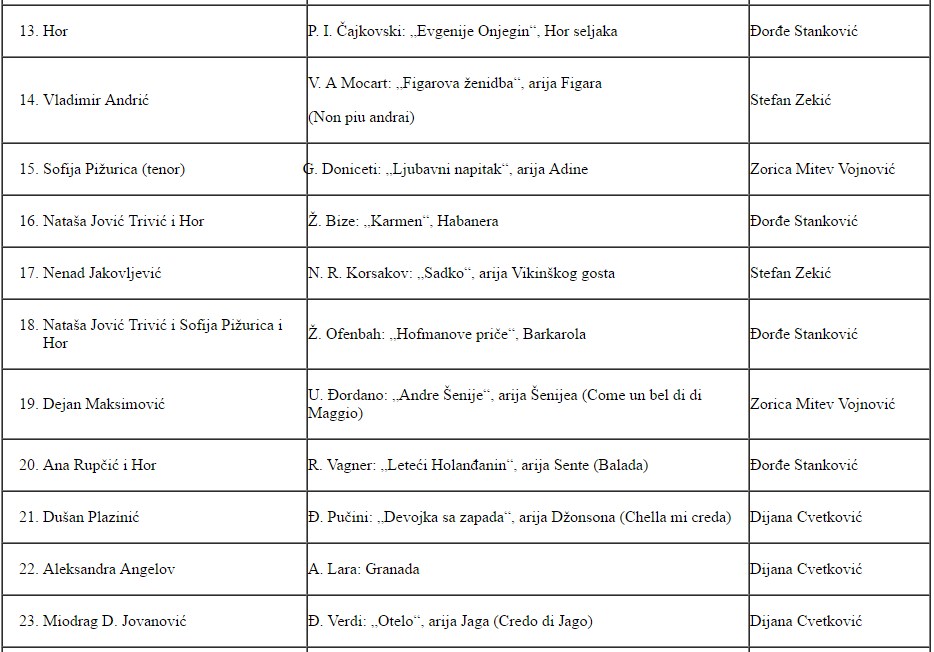 13. Hor
P. I. Čajkovski: „Evgenije Onjegin“, Hor seljaka
Đorđe Stanković
14. Vladimir Andrić
V. A Mocart: „Figarova ženidba“, arija Figara
(Non piu andrai)
Stefan Zekić
15. Sofija Pižurica (tenor)
G. Doniceti: „Ljubavni napitak“, arija Adine
Zorica Mitev Vojnović
16. Nataša Jović Trivić i Hor
Ž. Bize: „Karmen“, Habanera
Đorđe Stanković
17. Nenad Jakovljević
N. R. Korsakov: „Sadko“, arija Vikinškog gosta
Stefan Zekić
18. Nataša Jović Trivić i Sofija Pižurica i
Hor
Ž. Ofenbah: „Hofmanove priče“, Barkarola
Đorđe Stanković
19. Dejan Maksimović
U. Đordano: „Andre Šenije“, arija Šenijea (Come un bel di di
Maggio)
Zorica Mitev Vojnović
20. Ana Rupčić i Hor
R. Vagner: „Leteći Holanđanin“, arija Sente (Balada)
Đorđe Stanković
21. Dušan Plazinić
Đ. Pučini: „Devojka sa zapada“, arija Džonsona (Chella mi creda)
Dijana Cvetković
22. Aleksandra Angelov
A. Lara: Granada
Dijana Cvetković
23. Miodrag D. Jovanović
Đ. Verdi: „Otelo“, arija Jaga (Credo di Jago)
Dijana Cvetković